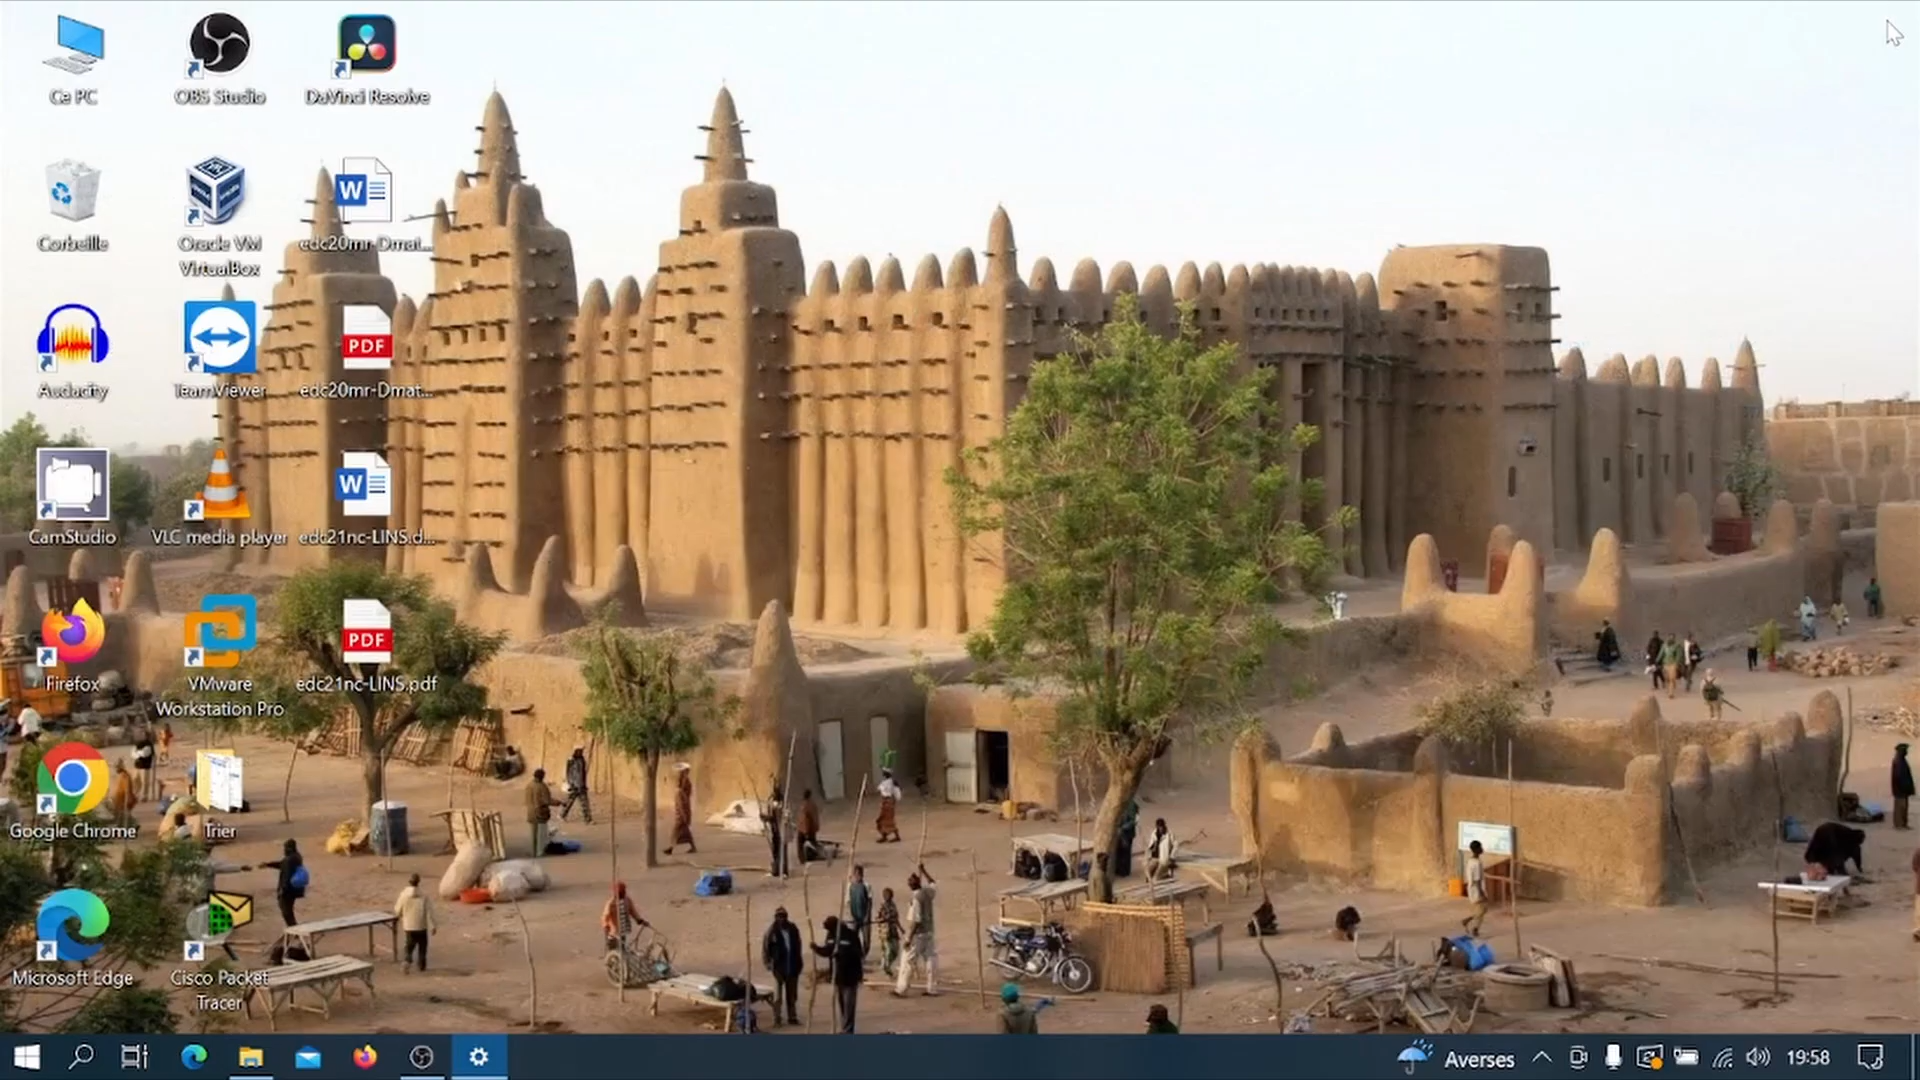 Ce PC
OBS Studio
DaVinci Resolve
Corbeille
Oracle VM
VirtualBox
W
edc20mr-Dmat...
Audacity
TeamViewer
PDF
edc20mr-Dmat...
CamStudio
VLC media player
W
edc21nc-LINS.d...
Firefox
VMware
Workstation Pro
PDF
edc21nc-LINS.pdf
Google Chrome
Trier
Microsoft Edge
Cisco Packet
Tracer
Averses
19:58